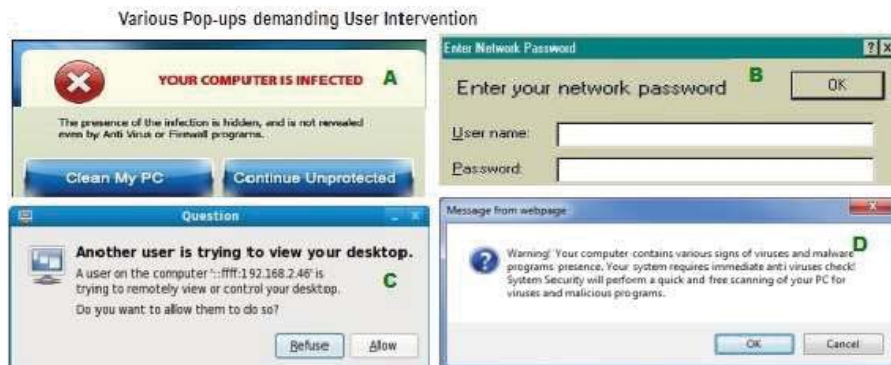 Various Pop-ups demanding User Intervention
YOUR COMPUTER IS INFECTED A
The presence of the infection is hidden, and is not revealed
even by Anti Virus or Firewall programs.
Clean My PC Continue Unprotected
Enter Network Password ? X
Enter your network password B OK
User name:
Password:
Question
Another user is trying to view your desktop.
A user on the computer '::ffff:192.168.2.46' is
trying to remotely view or control your desktop.
C
Do you want to allow them to do so?
Refuse Allow
Message from webpage
D
Warning! Your computer contains various signs of viruses and malware
programs presence. Your system requires immediate anti viruses check!
System Security will perform a quick and free scanning of your PC for
viruses and malicious programs.
OK Cancel